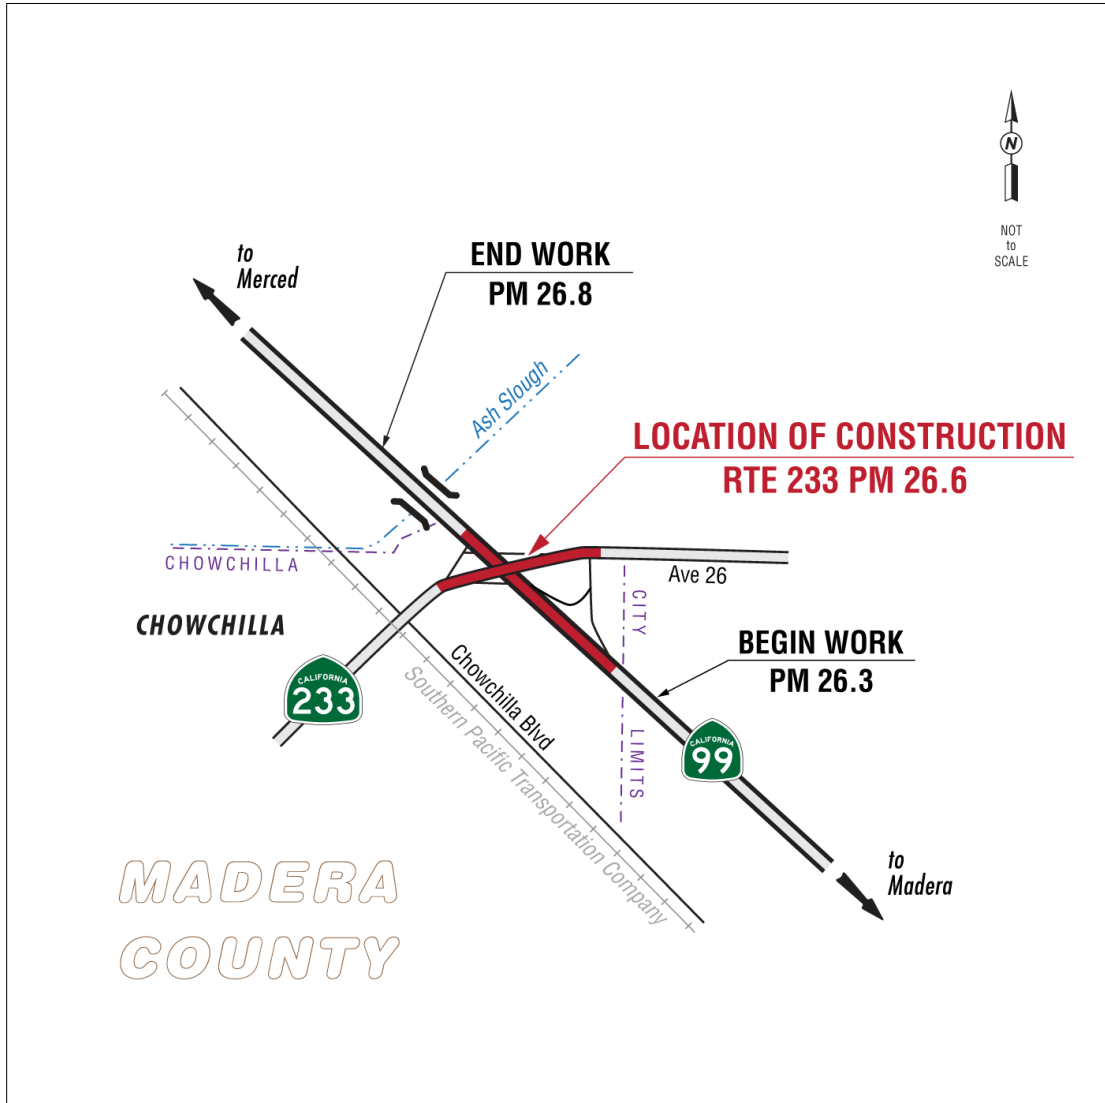 N
NOT
to
SCALE
to
Merced
END WORK
PM 26.8
Ash Slough
LOCATION OF CONSTRUCTION
RTE 233 PM 26.6
CHOWCHILLA
Ave 26
CITY
LIMITS
CHOWCHILLA
BEGIN WORK
PM 26.3
CALIFORNIA
233
Chowchilla Blvd
Southern Pacific Transportation Company
CALIFORNIA
99
to
Madera
MADERA
COUNTY